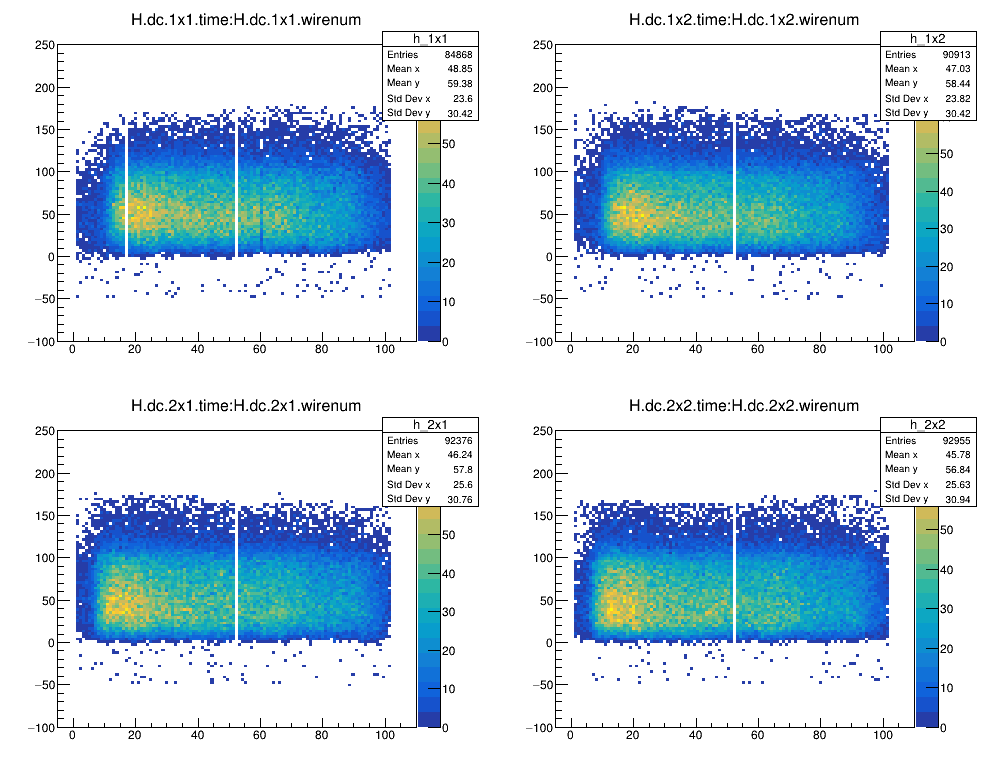 H.dc.1x1.time:H.dc.1x1.wirenum
h_1x1
Entries 84868
Mean x 48.85
Mean y 59.38
Std Dev x 23.6
Std Dev y 30.42
250
200
150
100
50
0
−50
−100
0 20 40 60 80 100
50
40
30
20
10
0
H.dc.1x2.time:H.dc.1x2.wirenum
h_1x2
Entries 90913
Mean x 47.03
Mean y 58.44
Std Dev x 23.82
Std Dev y 30.42
250
200
150
100
50
0
−50
−100
0 20 40 60 80 100
50
40
30
20
10
0
H.dc.2x1.time:H.dc.2x1.wirenum
h_2x1
Entries 92376
Mean x 46.24
Mean y 57.8
Std Dev x 25.6
Std Dev y 30.76
250
200
150
100
50
0
−50
−100
0 20 40 60 80 100
50
40
30
20
10
0
H.dc.2x2.time:H.dc.2x2.wirenum
h_2x2
Entries 92955
Mean x 45.78
Mean y 56.84
Std Dev x 25.63
Std Dev y 30.94
250
200
150
100
50
0
−50
−100
0 20 40 60 80 100
50
40
30
20
10
0